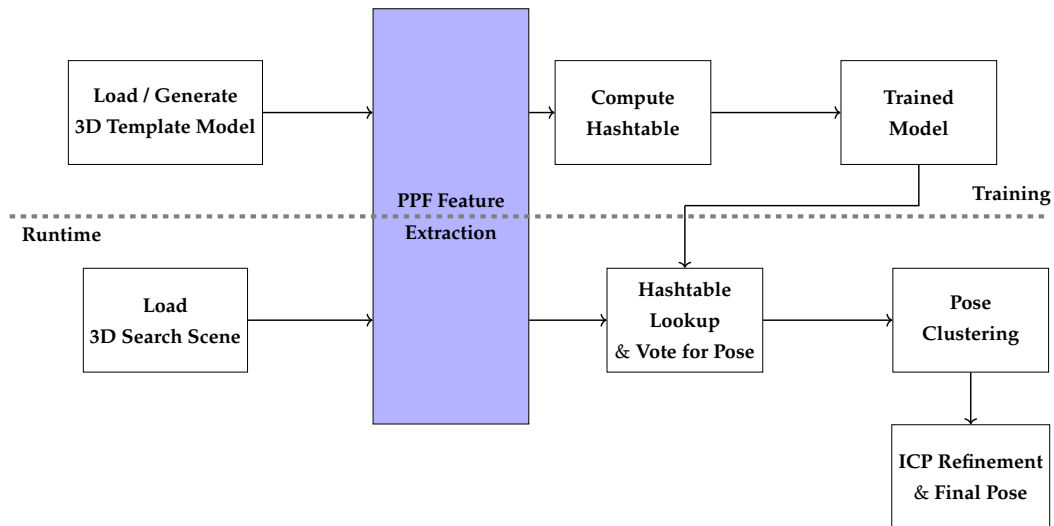 Load / Generate
3D Template Model
Compute
Hashtable
Trained
Model
PPF Feature
Extraction
Training
Runtime
Load
3D Search Scene
Hashtable
Lookup
& Vote for Pose
Pose
Clustering
ICP Refinement
& Final Pose